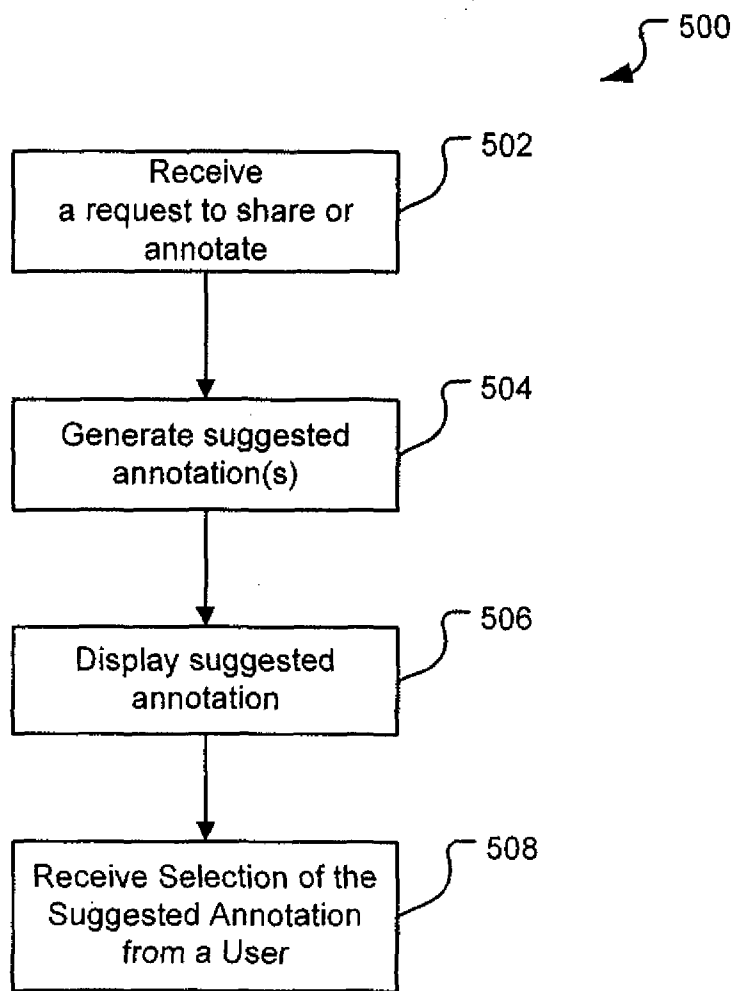 500
502
Receive
a request to share or
annotate
504
Generate suggested
annotation(s)
506
Display suggested
annotation
508
Receive Selection of the
Suggested Annotation
from a User